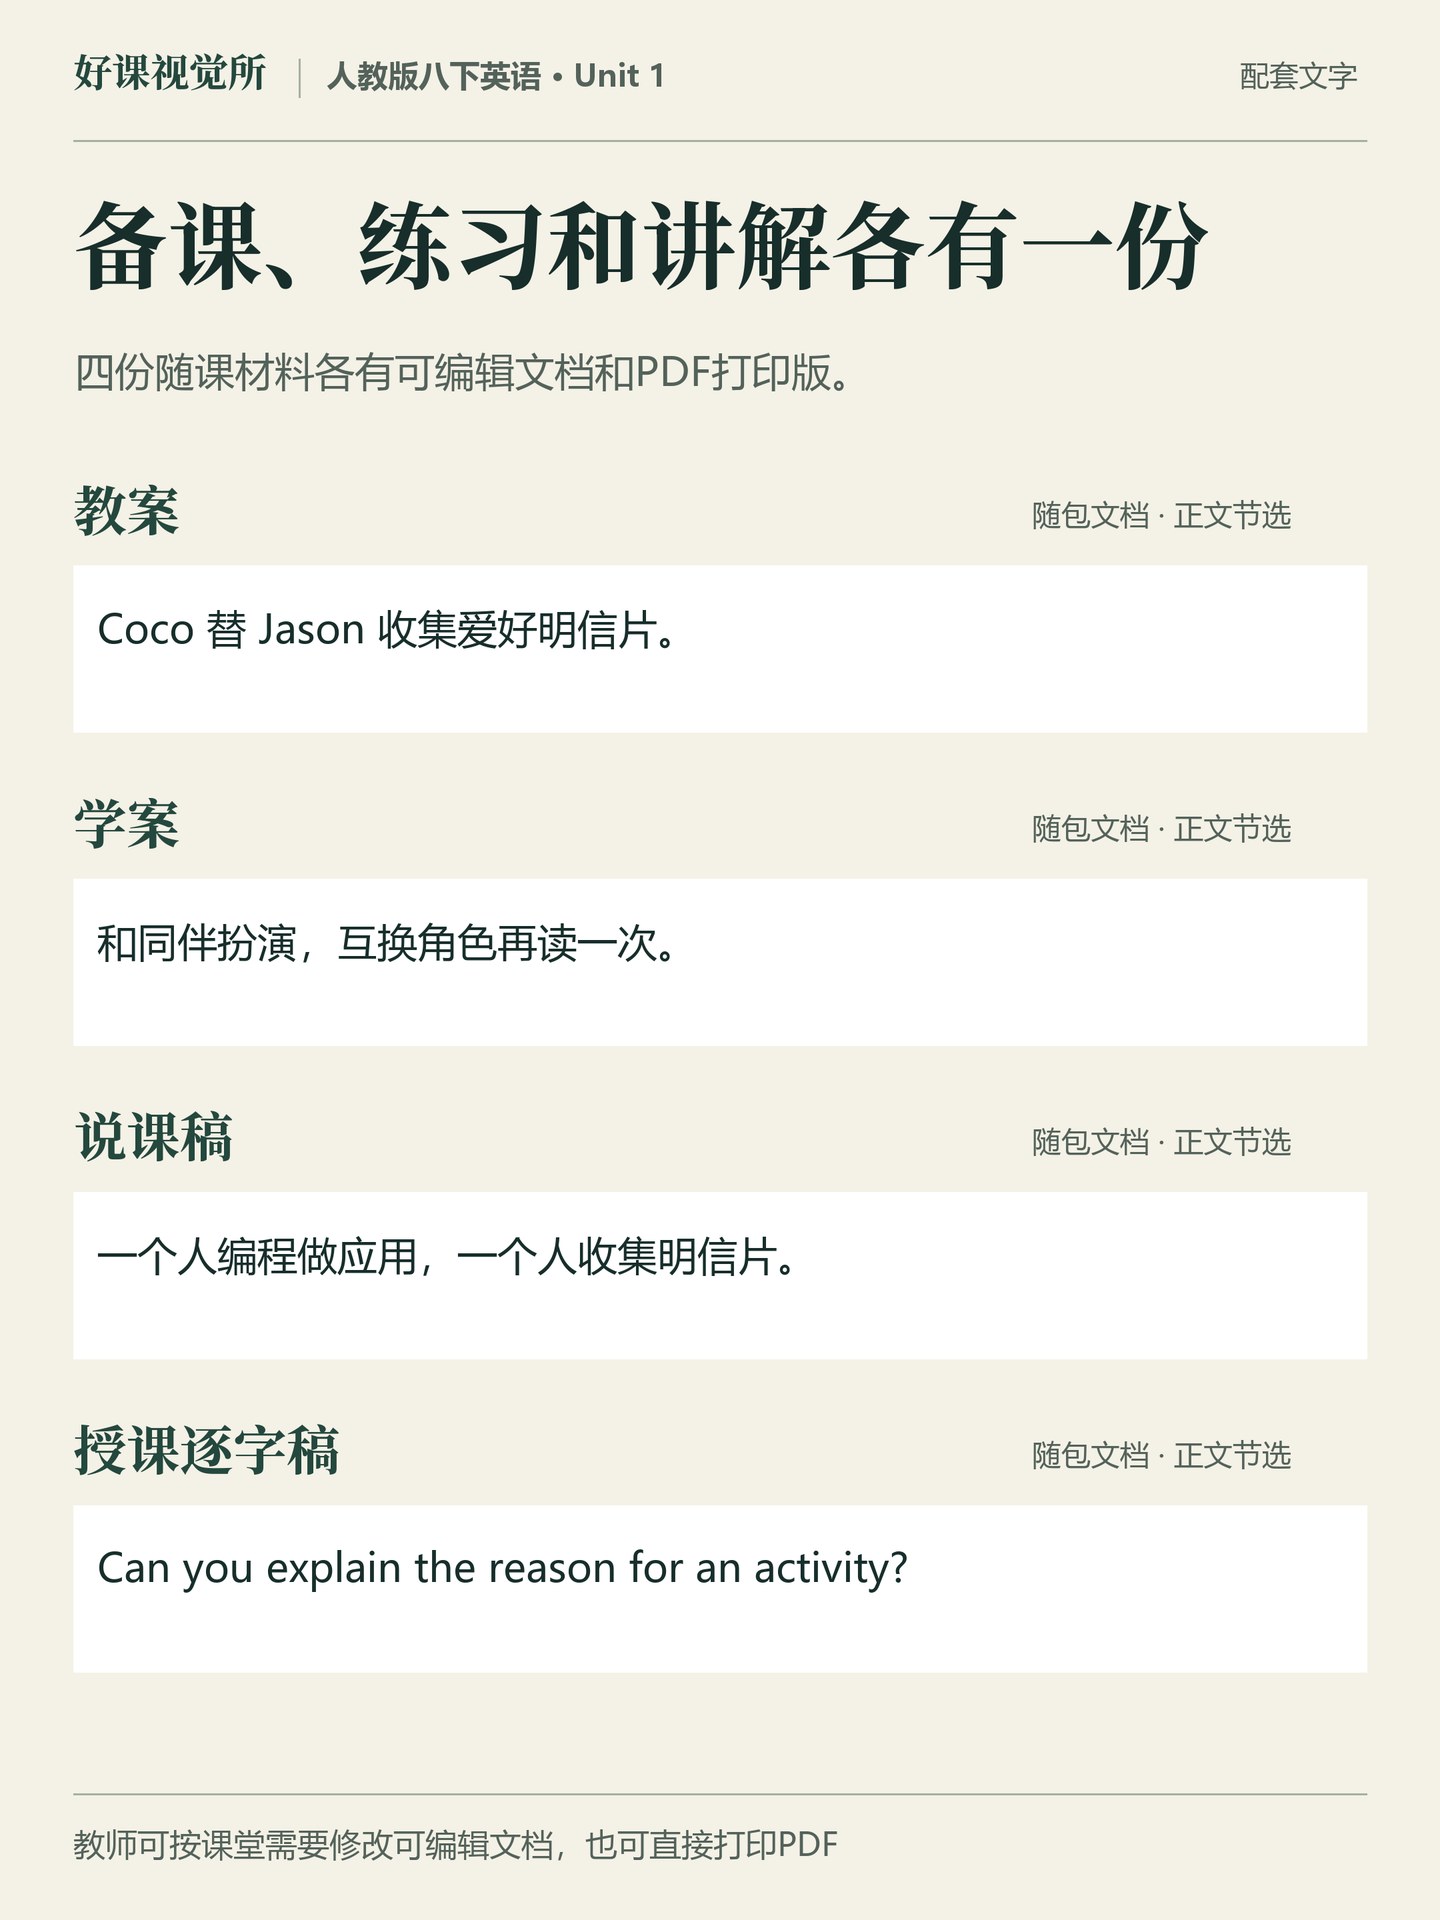 好课视觉所 | 人教版八下英语 • Unit 1
配套文字
备课、练习和讲解各有一份
四份随课材料各有可编辑文档和PDF打印版。
教案
随包文档 · 正文节选
Coco 替 Jason 收集爱好明信片。
学案
随包文档 · 正文节选
和同伴扮演，互换角色再读一次。
说课稿
随包文档 · 正文节选
一个人编程做应用，一个人收集明信片。
授课逐字稿
随包文档 · 正文节选
Can you explain the reason for an activity?
教师可按课堂需要修改可编辑文档，也可直接打印PDF